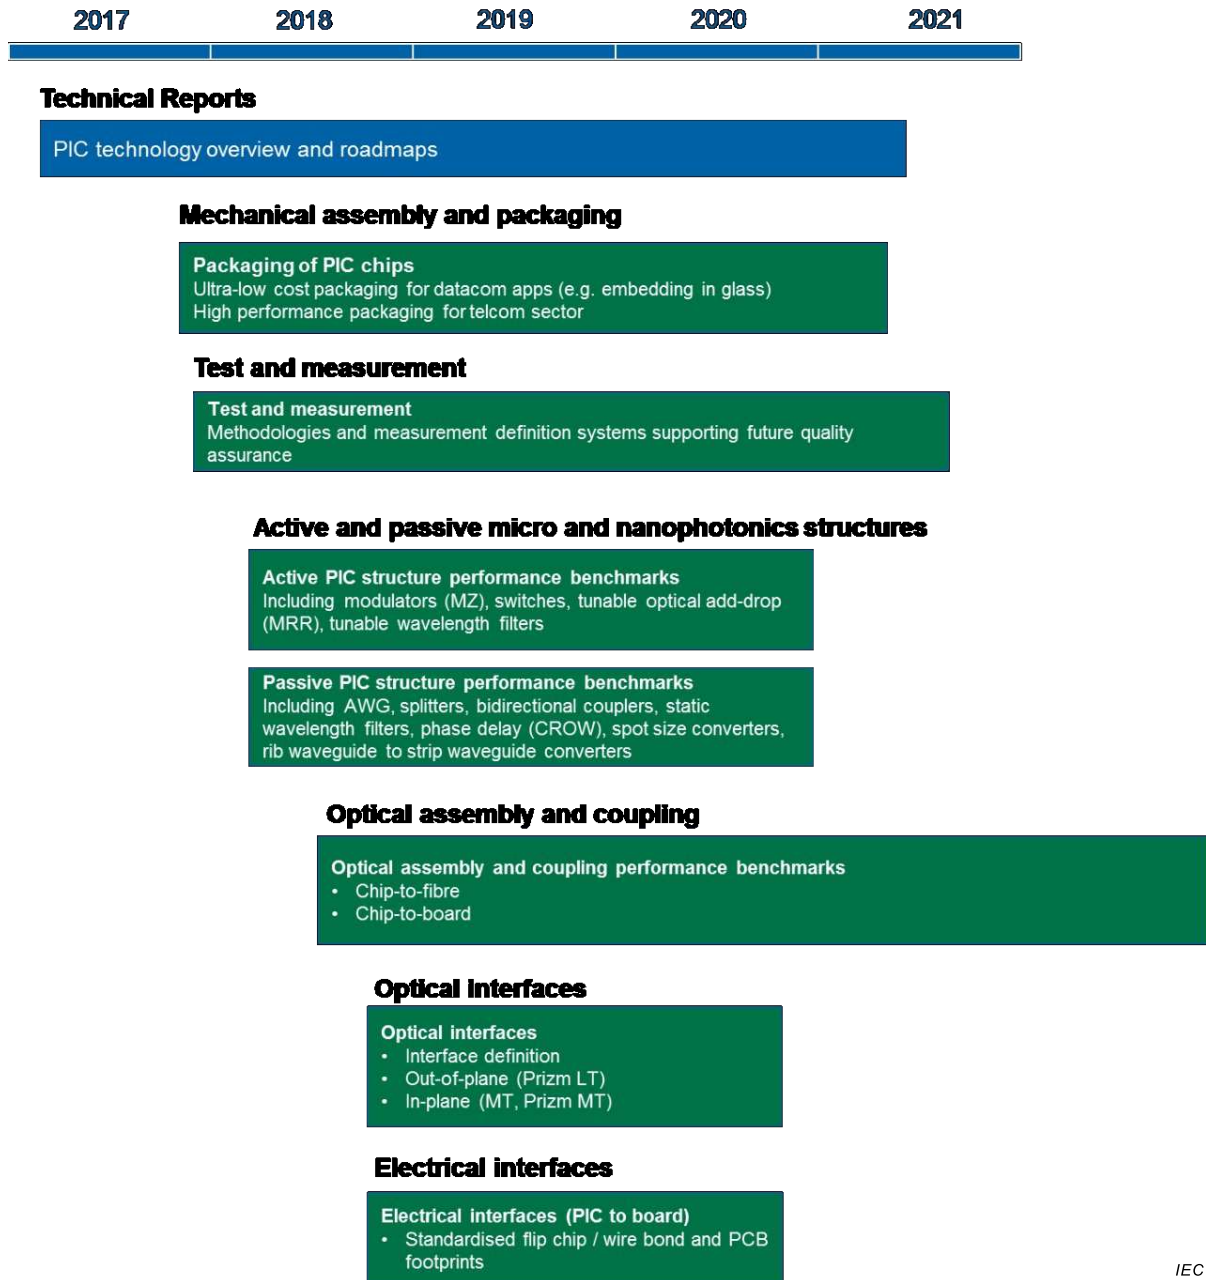 2017 2018 2019 2020 2021
Technical Reports
PIC technology overview and roadmaps
Mechanical assembly and packaging
Packaging of PIC chips
Ultra-low cost packaging for datacom apps (e.g. embedding in glass)
High performance packaging for telcom sector
Test and measurement
Test and measurement
Methodologies and measurement definition systems supporting future quality
assurance
Active and passive micro and nanophotonics structures
Active PIC structure performance benchmarks
Including modulators (MZ), switches, tunable optical add-drop
(MRR), tunable wavelength filters
Passive PIC structure performance benchmarks
Including AWG, splitters, bidirectional couplers, static
wavelength filters, phase delay (CROW), spot size converters,
rib waveguide to strip waveguide converters
Optical assembly and coupling
Optical assembly and coupling performance benchmarks
• Chip-to-fibre
• Chip-to-board
Optical interfaces
Optical interfaces
• Interface definition
• Out-of-plane (Prizm LT)
• In-plane (MT, Prizm MT)
Electrical interfaces
Electrical interfaces (PIC to board)
• Standardised flip chip / wire bond and PCB
footprints
IEC